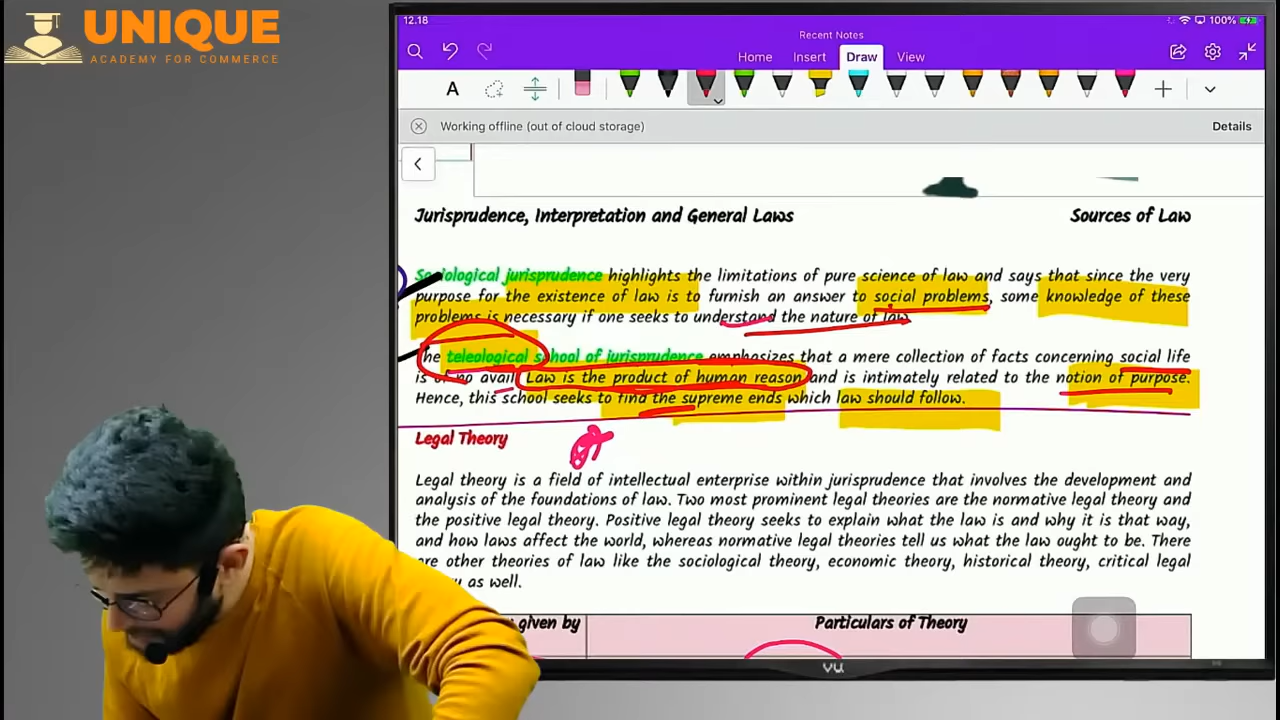 UNIQUE
ACADEMY FOR COMMERCE
12.18
100%
Recent Notes
Home Insert Draw View
A
Working offline (out of cloud storage)
Details
Jurisprudence, Interpretation and General Laws
Sources of Law
Sociological jurisprudence highlights the limitations of pure science of law and says that since the very
purpose for the existence of law is to furnish an answer to social problems, some knowledge of these
problems is necessary if one seeks to understand the nature of law.
The teleological school of jurisprudence emphasizes that a mere collection of facts concerning social life
is of no avail. Law is the product of human reason and is intimately related to the notion of purpose.
Hence, this school seeks to find the supreme ends which law should follow.
Legal Theory
Legal theory is a field of intellectual enterprise within jurisprudence that involves the development and
analysis of the foundations of law. Two most prominent legal theories are the normative legal theory and
the positive legal theory. Positive legal theory seeks to explain what the law is and why it is that way,
and how laws affect the world, whereas normative legal theories tell us what the law ought to be. There
are other theories of law like the sociological theory, economic theory, historical theory, critical legal
as well.
given by
Particulars of Theory
vu